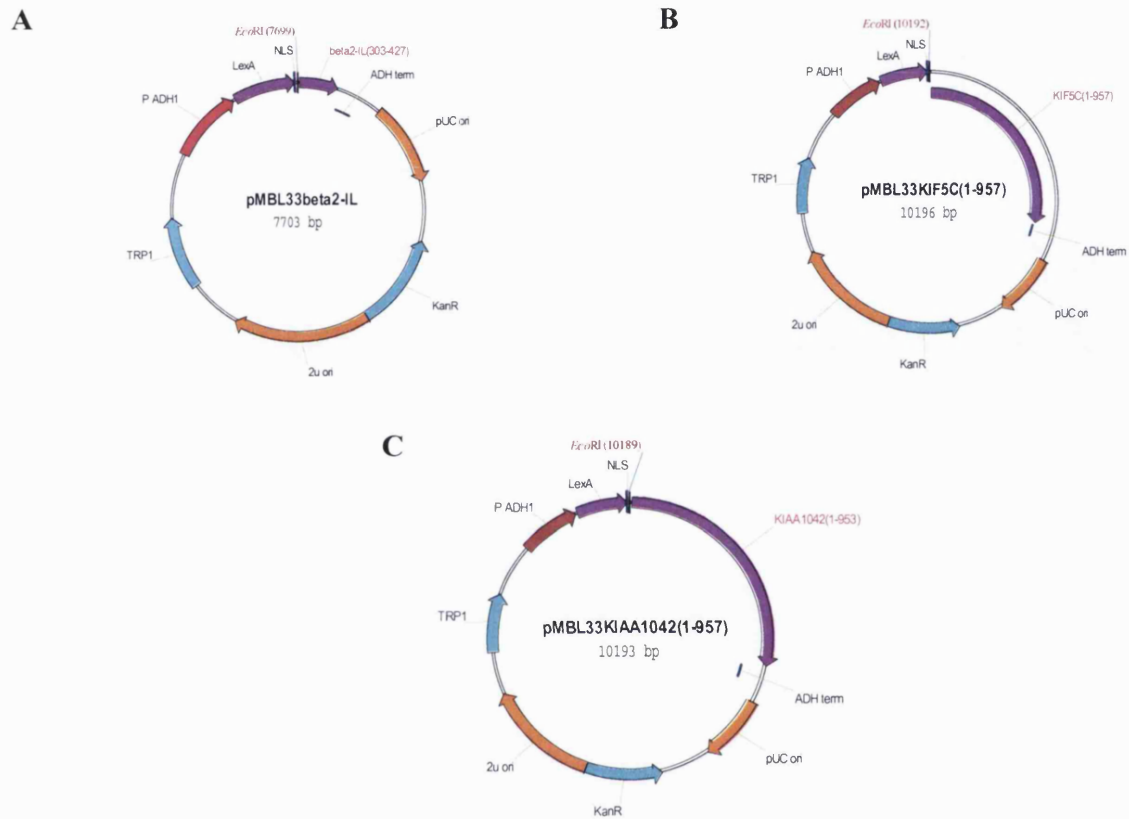 A
EcoRI (7699)
NLS
beta2-IL(303-427)
LexA
ADH term
P ADH1
pUC ori
pMBL33beta2-IL
7703 bp
TRP1
KanR
2u ori
B
EcoRI (10192)
NLS
LexA
P ADH1
KIF5C(1-957)
TRP1
pMBL33KIF5C(1-957)
10196 bp
ADH term
2u ori
pUC ori
KanR
C
EcoRI (10189)
NLS
LexA
P ADH1
KIAA1042(1-953)
TRP1
pMBL33KIAA1042(1-957)
10193 bp
ADH term
pUC ori
2u ori
KanR